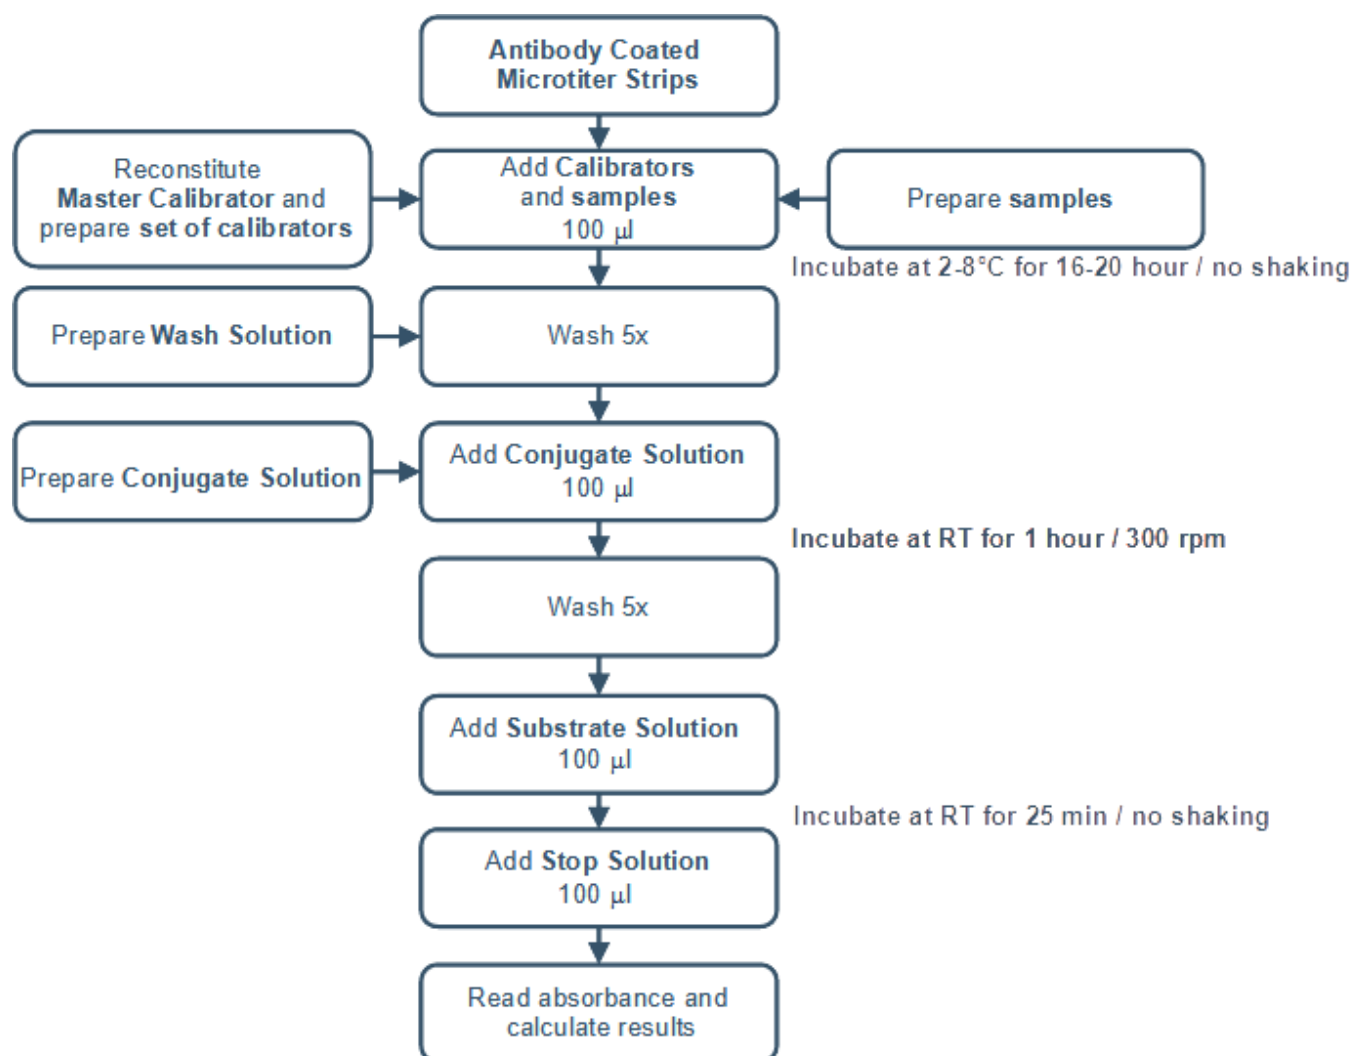 Antibody Coated
Microtiter Strips
Reconstitute
Master Calibrator and
prepare set of calibrators
Add Calibrators
and samples
100 µl
Prepare samples
Incubate at 2-8°C for 16-20 hour / no shaking
Prepare Wash Solution
Wash 5x
Prepare Conjugate Solution
Add Conjugate Solution
100 µl
Incubate at RT for 1 hour / 300 rpm
Wash 5x
Add Substrate Solution
100 µl
Incubate at RT for 25 min / no shaking
Add Stop Solution
100 µl
Read absorbance and
calculate results